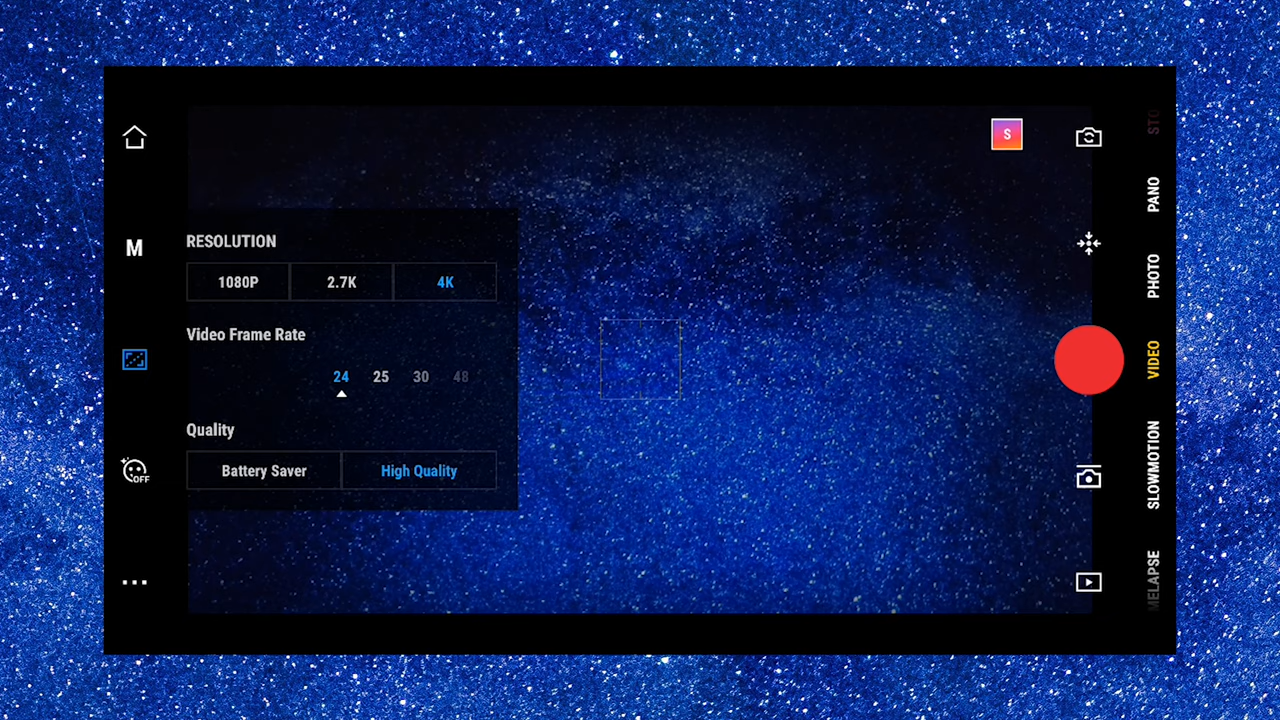 S
STO
PANO
M
RESOLUTION
1080P 2.7K 4K
PHOTO
Video Frame Rate
VIDEO
24 25 30 48
Quality
Battery Saver High Quality
OFF
SLOWMOTION
MELAPSE